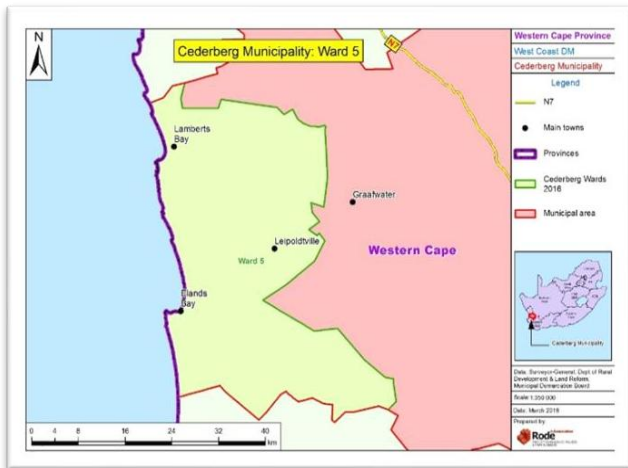 N
Cederberg Municipality: Ward 5
N7
Lamberts
Bay
Graafwater
Leipoldtville
Ward 5
Western Cape
Elands
Bay
0 4 8 16 24 32 40
km
Western Cape Province
West Coast DM
Cederberg Municipality
Legend
N7
Main towns
Provinces
Cederberg Wards
2016
Municipal area
Cederberg Municipality
Data: Surveyor-General, Dept of Rural
Development & Land Reform,
Municipal Demarcation Board
Scale 1:350 000
Date: March 2018
Prepared by:
Rode